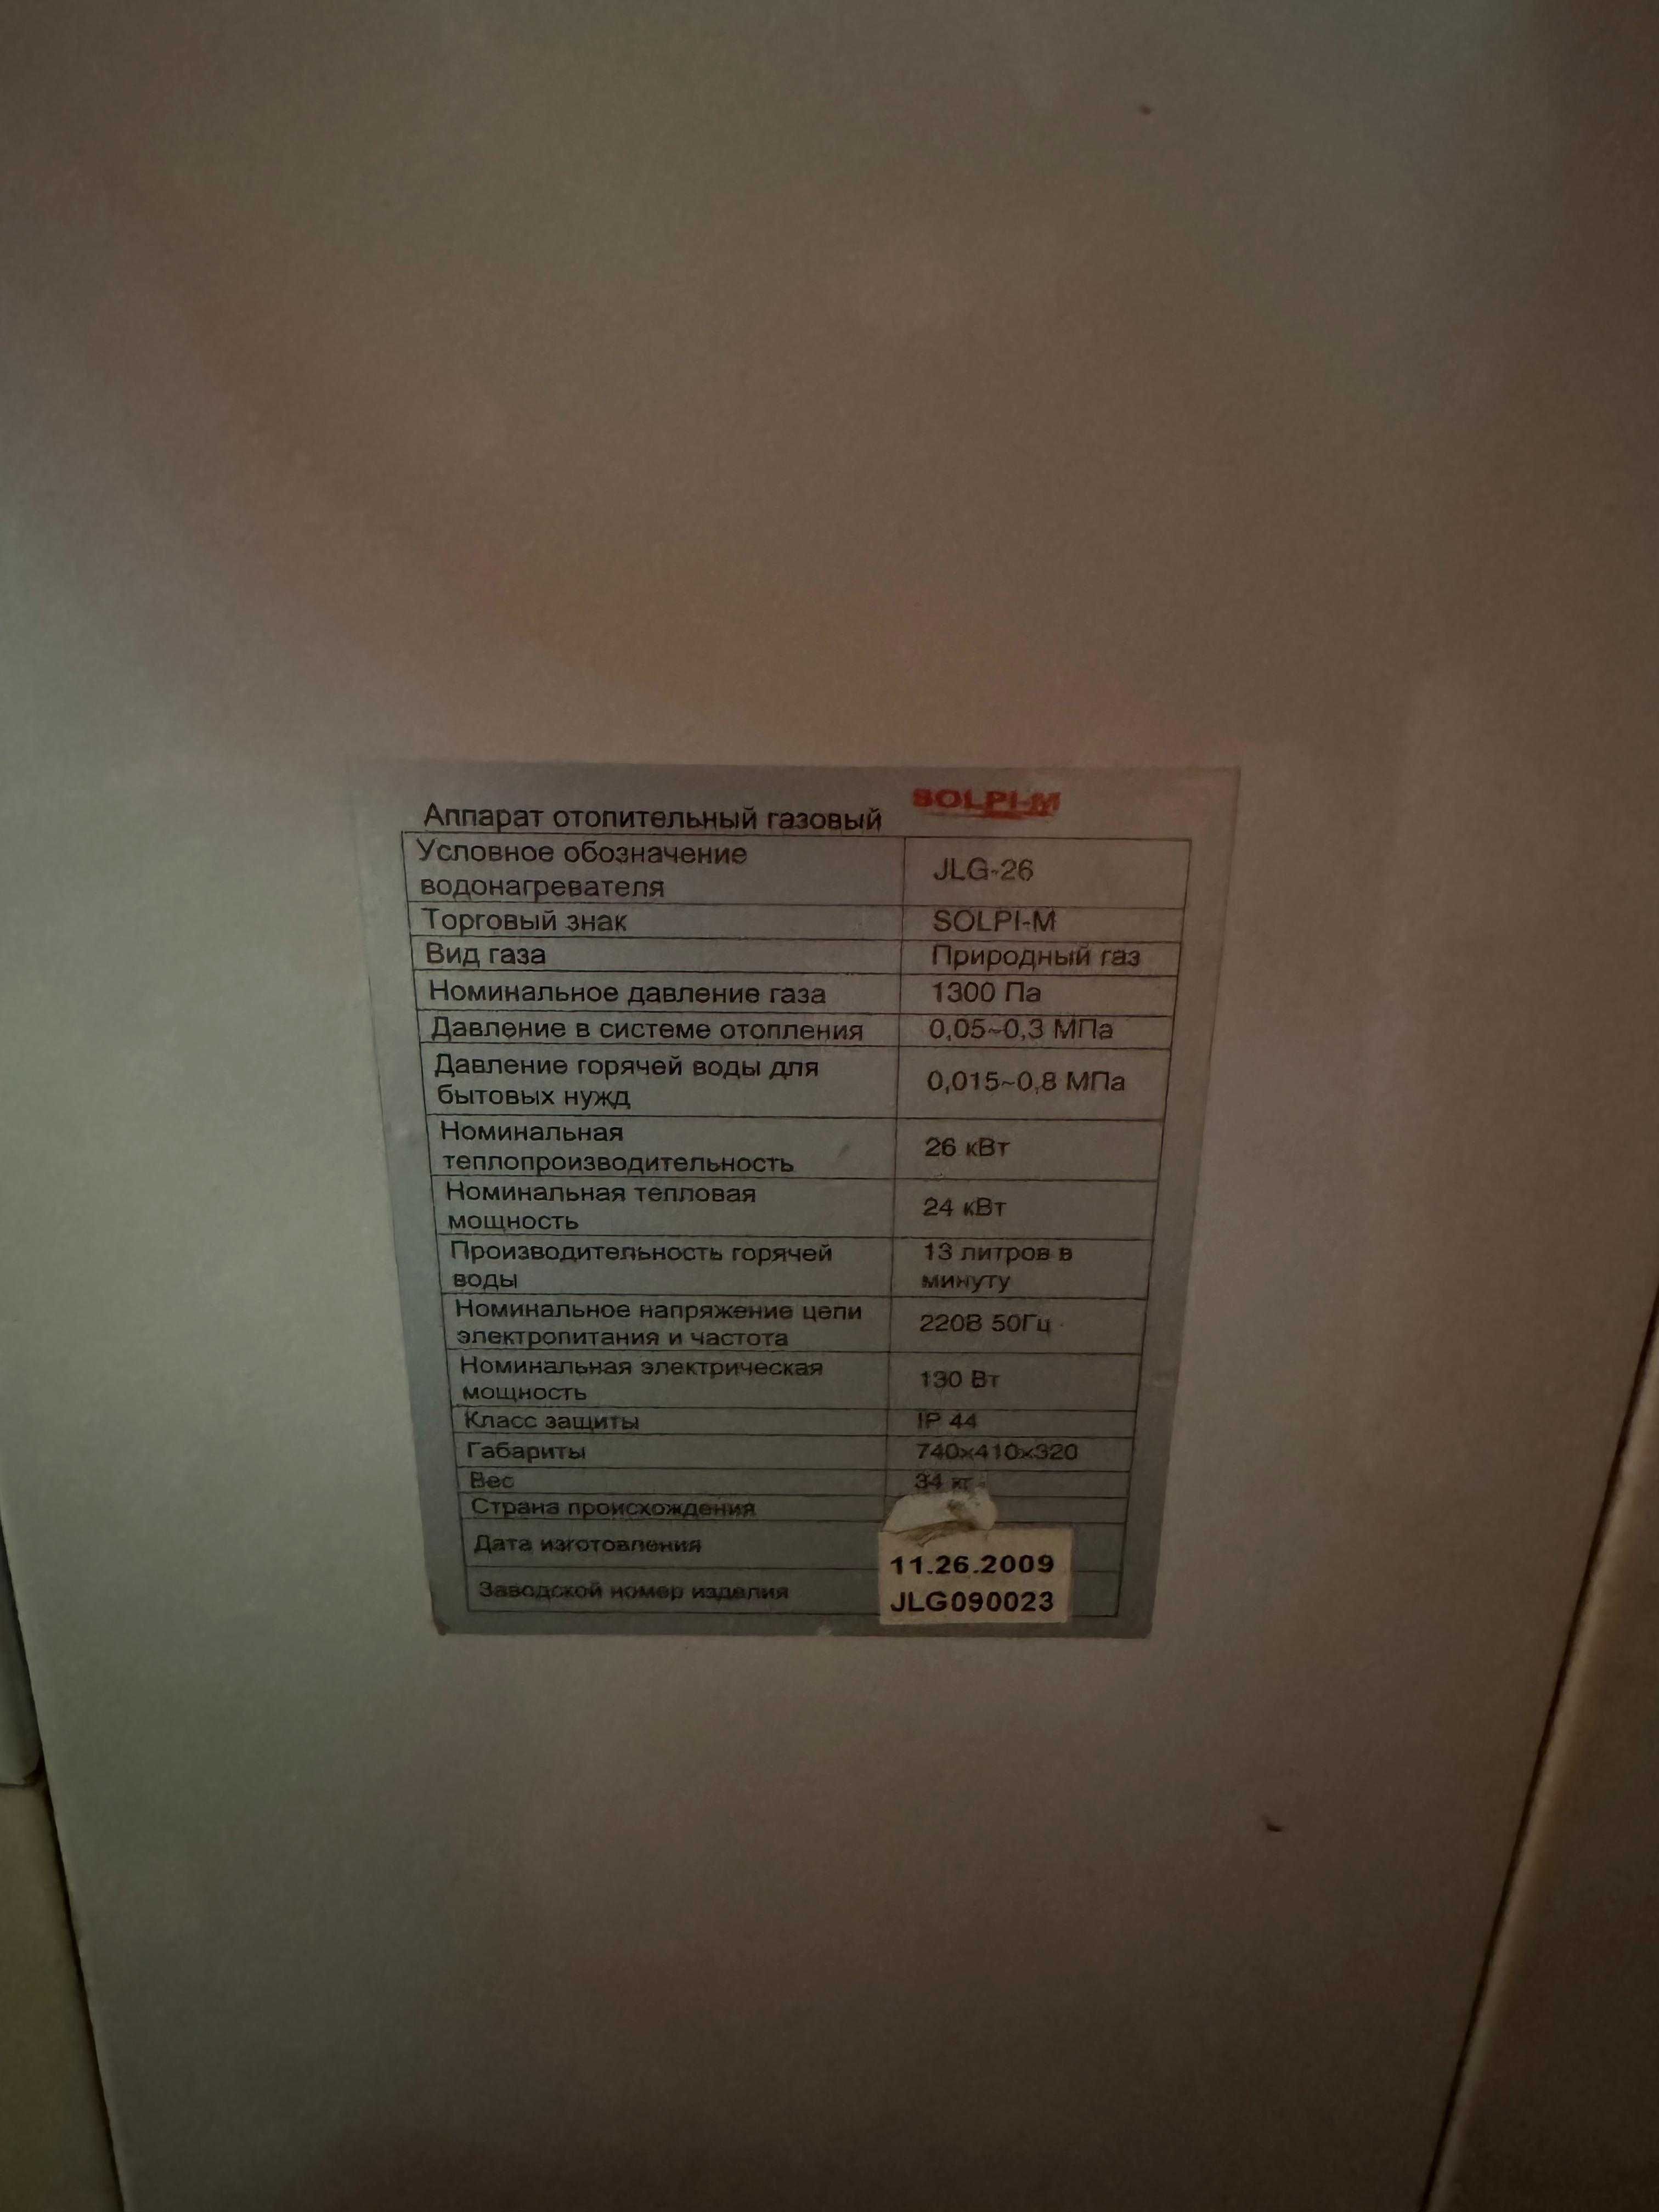 SOLPI-M
Аппарат отопительный газовый
Условное обозначение
водонагревателя
JLG-26
Торговый знак
SOLPI-M
Вид газа
Природный газ
Номинальное давление газа
1300 Па
Давление в системе отопления
0,05~0,3 МПа
Давление горячей воды для
бытовых нужд
0,015~0,8 МПа
Номинальная
теплопроизводительность
26 кВт
Номинальная тепловая
мощность
24 кВт
Производительность горячей
воды
13 литров в
минуту
Номинальное напряжение цепи
электропитания и частота
220В 50Гц
Номинальная электрическая
мощность
130 Вт
Класс защиты
IP 44
Габариты
740x410x320
Вес
34 кг
Страна происхождения
Дата изготовления
11.26.2009
Заводской номер изделия
JLG090023